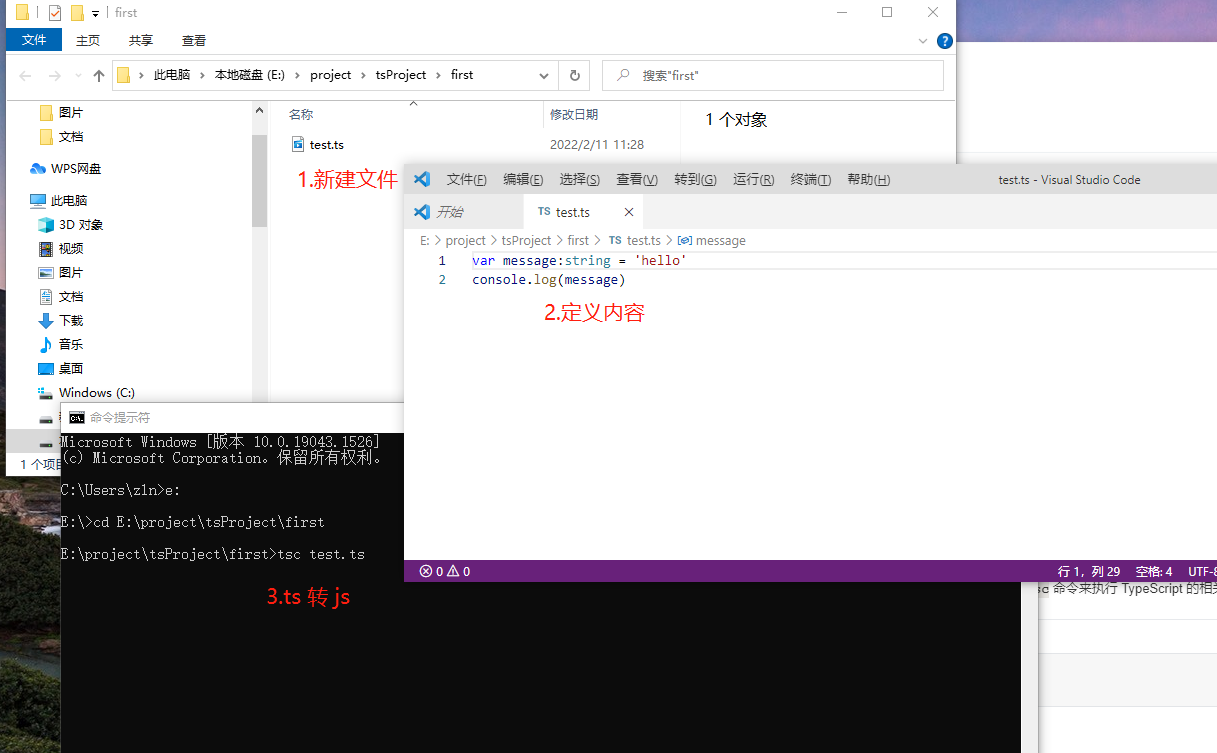 first
文件 主页 共享 查看
此电脑 本地磁盘 (E:) project tsProject first
搜索"first"
图片
文档
WPS网盘
此电脑
3D 对象
视频
图片
文档
下载
音乐
桌面
Windows (C:)
1 个项
名称 修改日期
test.ts 2022/2/11 11:28
1 个对象
1.新建文件
文件(F) 编辑(E) 选择(S) 查看(V) 转到(G) 运行(R) 终端(T) 帮助(H) test.ts - Visual Studio Code
开始 TS test.ts
E: project tsProject first TS test.ts message
1 var message:string = 'hello'
2 console.log(message)
2.定义内容
0 0 行 1，列 29 空格: 4 UTF-8
命令提示符
Microsoft Windows [版本 10.0.19043.1526]
(c) Microsoft Corporation。保留所有权利。
C:\Users\zln>e:
E:\>cd E:\project\tsProject\first
E:\project\tsProject\first>tsc test.ts
3.ts 转 js
命令来执行 TypeScript 的相